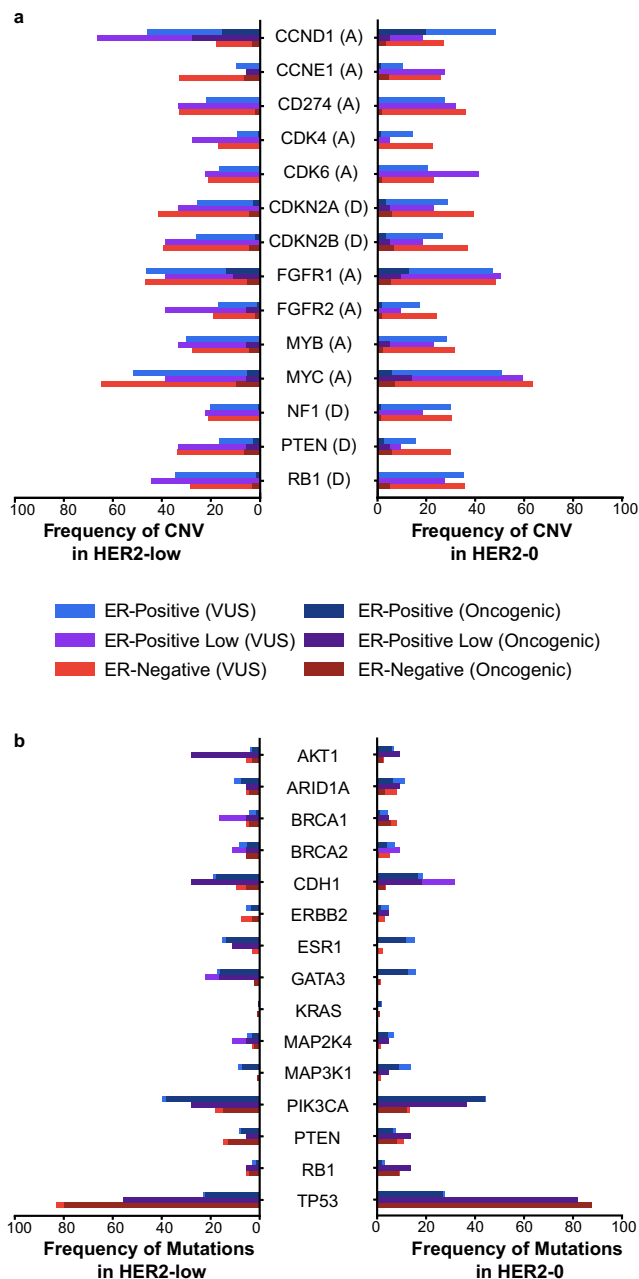 a
CCND1 (A)
CCNE1 (A)
CD274 (A)
CDK4 (A)
CDK6 (A)
CDKN2A (D)
CDKN2B (D)
FGFR1 (A)
FGFR2 (A)
MYB (A)
MYC (A)
NF1 (D)
PTEN (D)
RB1 (D)
100 80 60 40 20 0
0 20 40 60 80 100
Frequency of CNV
in HER2-low
Frequency of CNV
in HER2-0
ER-Positive (VUS) ER-Positive (Oncogenic)
ER-Positive Low (VUS) ER-Positive Low (Oncogenic)
ER-Negative (VUS) ER-Negative (Oncogenic)
b
AKT1
ARID1A
BRCA1
BRCA2
CDH1
ERBB2
ESR1
GATA3
KRAS
MAP2K4
MAP3K1
PIK3CA
PTEN
RB1
TP53
100 80 60 40 20 0
0 20 40 60 80 100
Frequency of Mutations
in HER2-low
Frequency of Mutations
in HER2-0